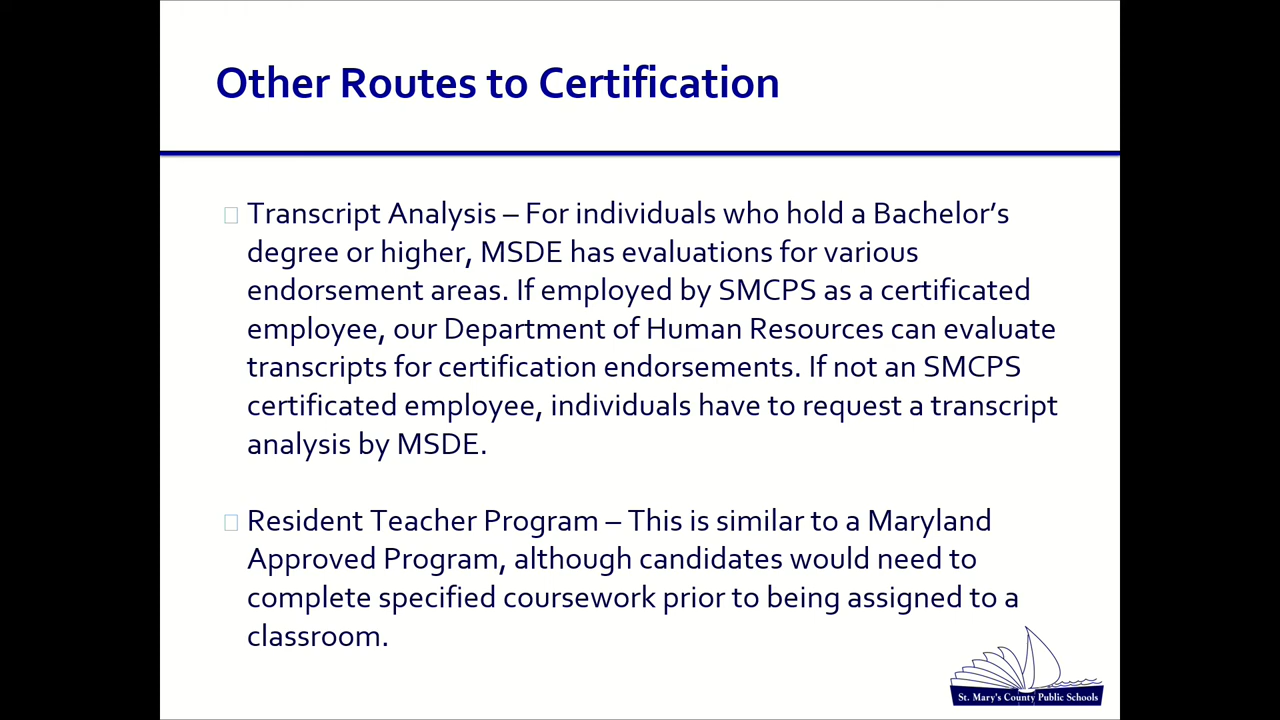 Other Routes to Certification
Transcript Analysis – For individuals who hold a Bachelor’s
degree or higher, MSDE has evaluations for various
endorsement areas. If employed by SMCPS as a certificated
employee, our Department of Human Resources can evaluate
transcripts for certification endorsements. If not an SMCPS
certificated employee, individuals have to request a transcript
analysis by MSDE.
Resident Teacher Program – This is similar to a Maryland
Approved Program, although candidates would need to
complete specified coursework prior to being assigned to a
classroom.
St. Mary's County Public Schools